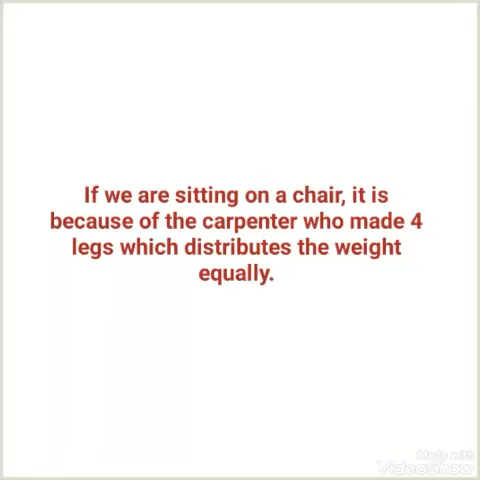 If we are sitting on a chair, it is
because of the carpenter who made 4
legs which distributes the weight
equally.
Made with
VideoShow